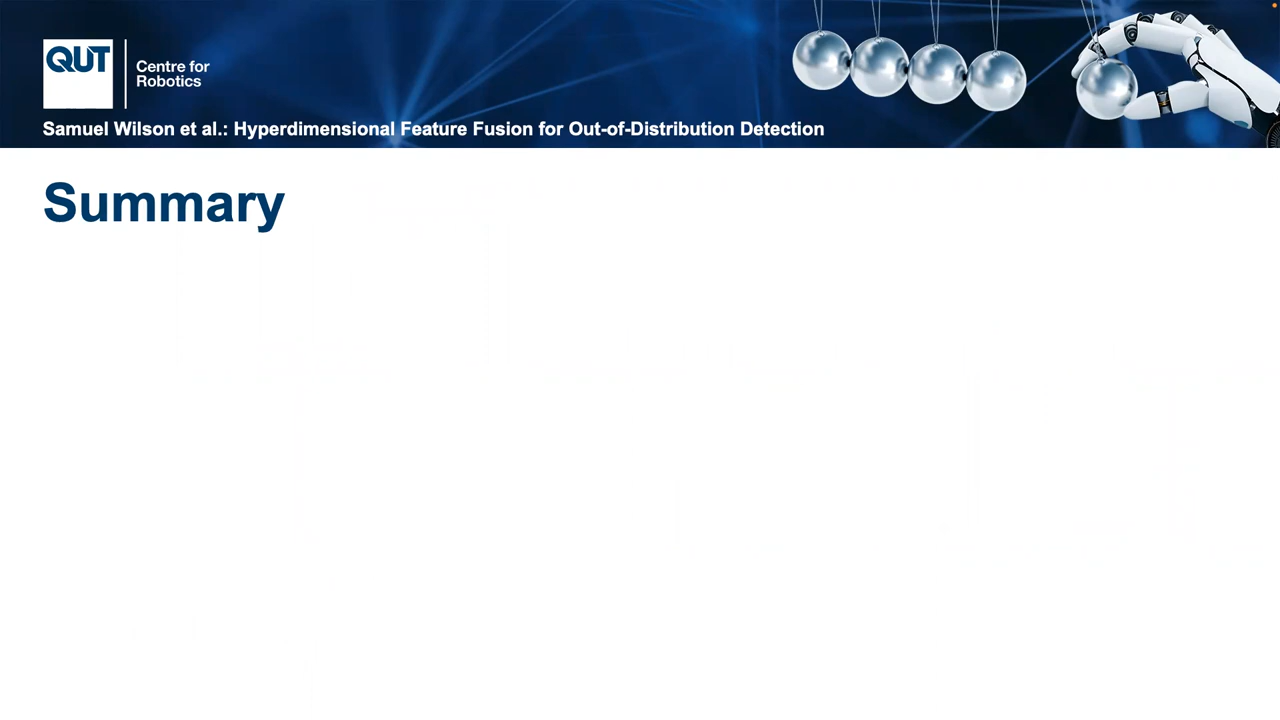 QUT
Centre for
Robotics
Samuel Wilson et al.: Hyperdimensional Feature Fusion for Out-of-Distribution Detection
Summary